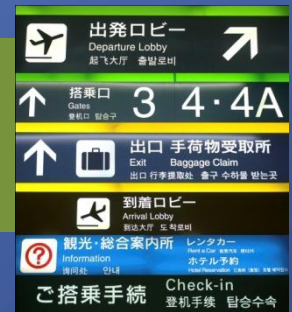 出発ロビー
Departure Lobby
起飞大厅 출발로비
搭乗口 3 4・4A
Gates
登机口 탑승구
出口 手荷物受取所
Exit Baggage Claim
出口 行李提取处 출구 수하물 받는곳
到着ロビー
Arrival Lobby
到达大厅 도착로비
観光・総合案内所 レンタカー
Information Rent a Car
询问处 안내 ホテル予約
Hotel Reservation
ご搭乗手続 Check-in
登机手续 탑승수속